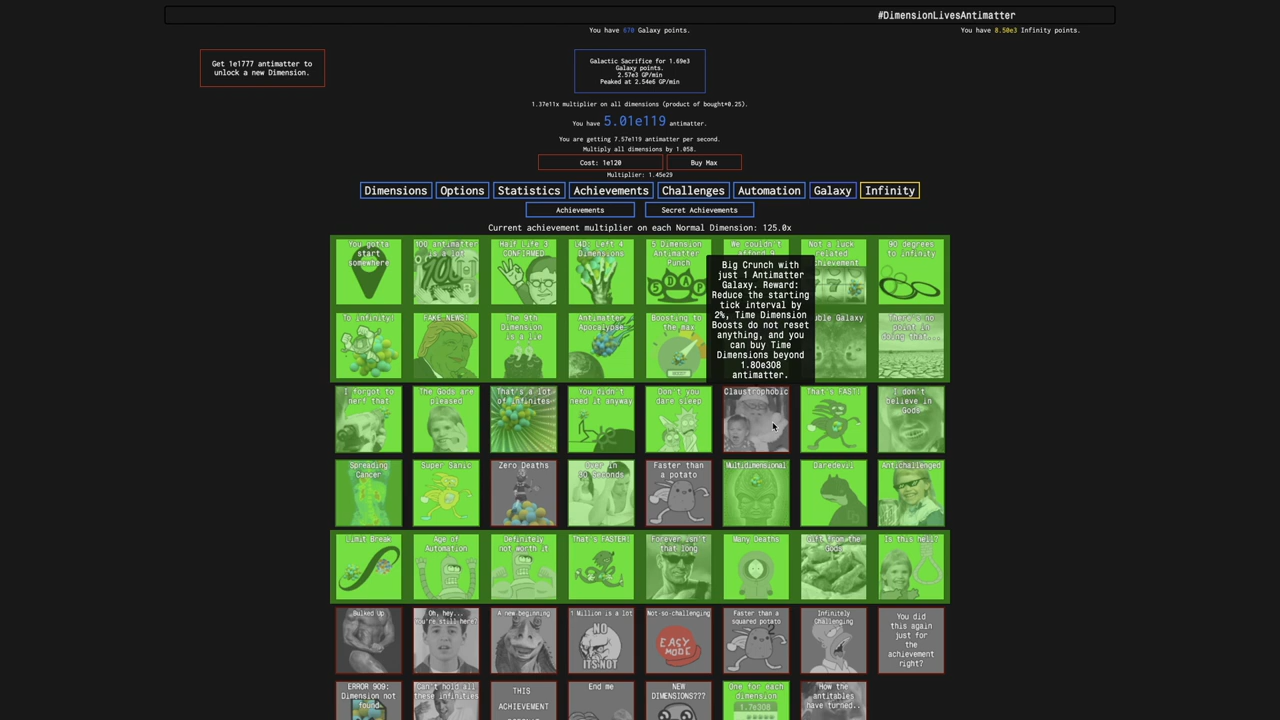 #DimensionLivesAntimatter
You have 670 Galaxy points.
You have 8.50e3 Infinity points.
Get 1e1777 antimatter to
unlock a new Dimension.
Galactic Sacrifice for 1.69e3
Galaxy points.
2.57e3 GP/min
Peaked at 2.54e6 GP/min
1.37e11x multiplier on all dimensions (product of bought*0.25).
You have 5.01e119 antimatter.
You are getting 7.57e119 antimatter per second.
Multiply all dimensions by 1.058.
Cost: 1e120
Buy Max
Multiplier: 1.45e29
Dimensions
Options
Statistics
Achievements
Challenges
Automation
Galaxy
Infinity
Achievements
Secret Achievements
Current achievement multiplier on each Normal Dimension: 125.0x
You gotta
start
somewhere
100 antimatter
is a lot
Half Life 3
CONFIRMED
L4D: Left 4
Dimensions
5 Dimension
Antimatter
Punch
5DAP
We couldn't
Not a luck
related
90 degrees
to infinity
To infinity!
FAKE NEWS!
The 9th
Dimension
is a lie
Antimatter
Apocalypse
Boosting to
the max
Galaxy
There's no
point in
doing that...
Big Crunch with
just 1 Antimatter
Galaxy. Reward:
Reduce the starting
tick interval by
2%, Time Dimension
Boosts do not reset
anything, and you
can buy Time
Dimensions beyond
1.80e308
antimatter.
I forgot to
nerf that
The Gods are
pleased
That's a lot
of infinites
You didn't
need it anyway
Don't you
dare sleep
Claustrophobic
That's FAST!
I don't
believe in
Gods
Spreading
Cancer
Super Sanic
Zero Deaths
Over in
30 Seconds
Faster than
a potato
Multidimensional
Daredevil
Antichallenged
Limit Break
Age of
Automation
Definitely
not worth it
That's FASTER!
Forever isn't
that long
Many Deaths
Gift from the
Gods
Is this hell?
Bulked Up
Oh, hey...
You're still here?
A new beginning
1 Million is a lot
NO
ITS NOT
Not-so-challenging
EASY
MODE
Faster than a
squared potato
Infinitely
Challenging
You did
this again
just for
the
achievement
right?
ERROR 909:
Dimension not
found
Can't hold all
these infinities
THIS
ACHIEVEMENT
End me
NEW
DIMENSIONS???
One for each
dimension
1.7e308
How the
antitables
have turned..